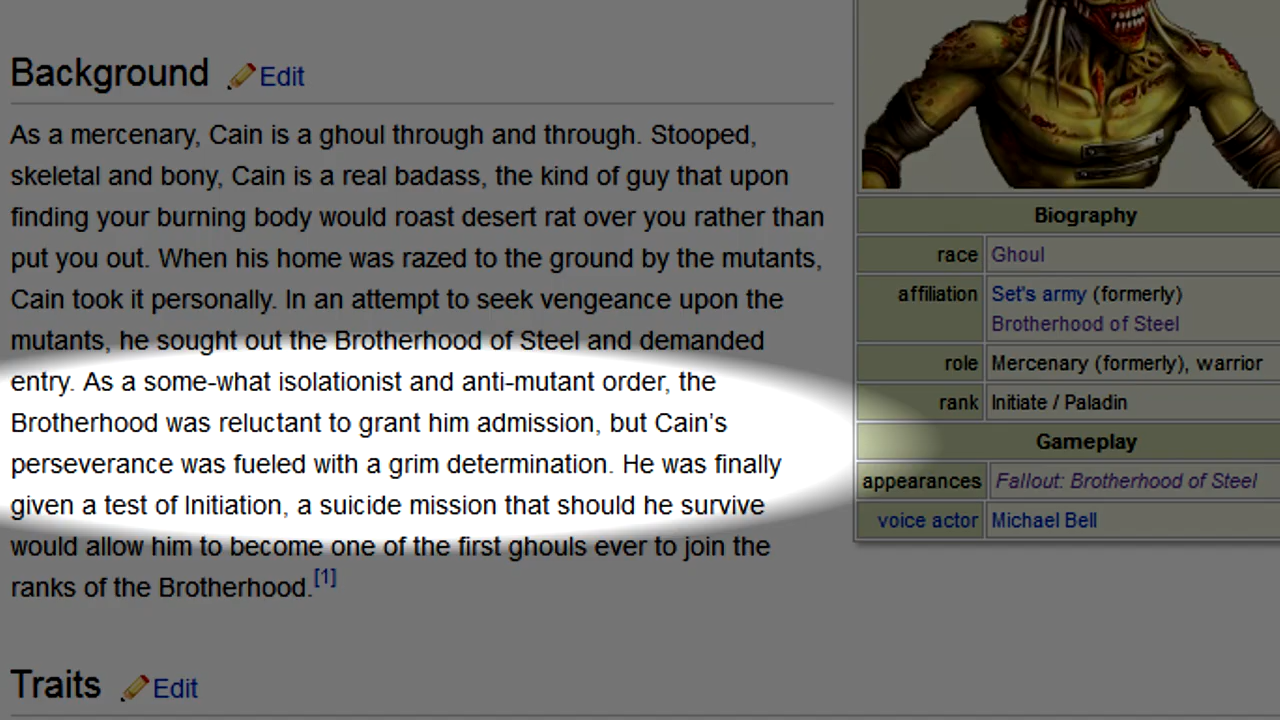 Background Edit
As a mercenary, Cain is a ghoul through and through. Stooped,
skeletal and bony, Cain is a real badass, the kind of guy that upon
finding your burning body would roast desert rat over you rather than
put you out. When his home was razed to the ground by the mutants,
Cain took it personally. In an attempt to seek vengeance upon the
mutants, he sought out the Brotherhood of Steel and demanded
entry. As a some-what isolationist and anti-mutant order, the
Brotherhood was reluctant to grant him admission, but Cain’s
perseverance was fueled with a grim determination. He was finally
given a test of Initiation, a suicide mission that should he survive
would allow him to become one of the first ghouls ever to join the
ranks of the Brotherhood.[1]
Traits Edit
Biography
race Ghoul
affiliation Set's army (formerly)
Brotherhood of Steel
role Mercenary (formerly), warrior
rank Initiate / Paladin
Gameplay
appearances Fallout: Brotherhood of Steel
voice actor Michael Bell